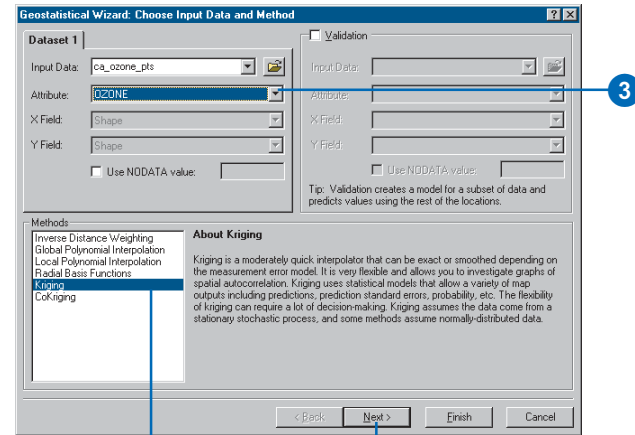 Geostatistical Wizard: Choose Input Data and Method
Dataset 1
Input Data: ca_ozone_pts
Attribute: OZONE
X Field: Shape
Y Field: Shape
Use NODATA value:
Validation
Input Data:
Attribute:
X Field:
Y Field:
Use NODATA value:
Tip: Validation creates a model for a subset of data and
predicts values using the rest of the locations.
3
Methods
Inverse Distance Weighting
Global Polynomial Interpolation
Local Polynomial Interpolation
Radial Basis Functions
Kriging
CoKriging
About Kriging
Kriging is a moderately quick interpolator that can be exact or smoothed depending on
the measurement error model. It is very flexible and allows you to investigate graphs of
spatial autocorrelation. Kriging uses statistical models that allow a variety of map
outputs including predictions, prediction standard errors, probability, etc. The flexibility
of kriging can require a lot of decision-making. Kriging assumes the data come from a
stationary stochastic process, and some methods assume normally-distributed data.
< Back
Next >
Finish
Cancel